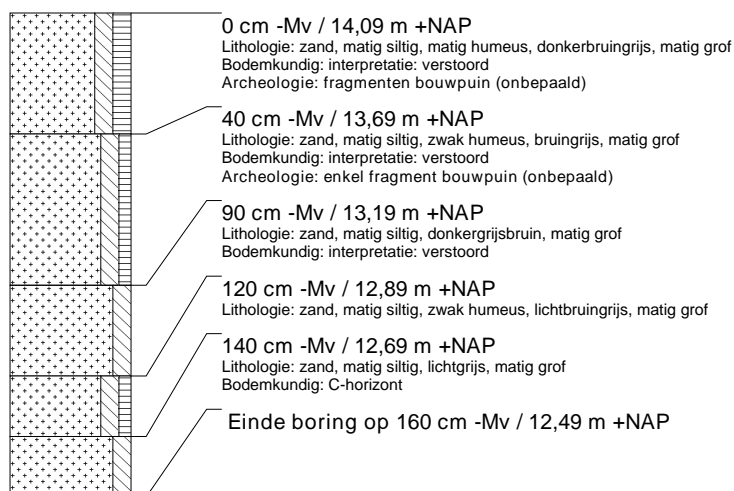 0 cm -Mv / 14,09 m +NAP
Lithologie: zand, matig siltig, matig humeus, donkerbruingrijs, matig grof
Bodemkundig: interpretatie: verstoord
Archeologie: fragmenten bouwpuin (onbepaald)
40 cm -Mv / 13,69 m +NAP
Lithologie: zand, matig siltig, zwak humeus, bruingrijs, matig grof
Bodemkundig: interpretatie: verstoord
Archeologie: enkel fragment bouwpuin (onbepaald)
90 cm -Mv / 13,19 m +NAP
Lithologie: zand, matig siltig, donkergrijsbruin, matig grof
Bodemkundig: interpretatie: verstoord
120 cm -Mv / 12,89 m +NAP
Lithologie: zand, matig siltig, zwak humeus, lichtbruingrijs, matig grof
140 cm -Mv / 12,69 m +NAP
Lithologie: zand, matig siltig, lichtgrijs, matig grof
Bodemkundig: C-horizont
Einde boring op 160 cm -Mv / 12,49 m +NAP